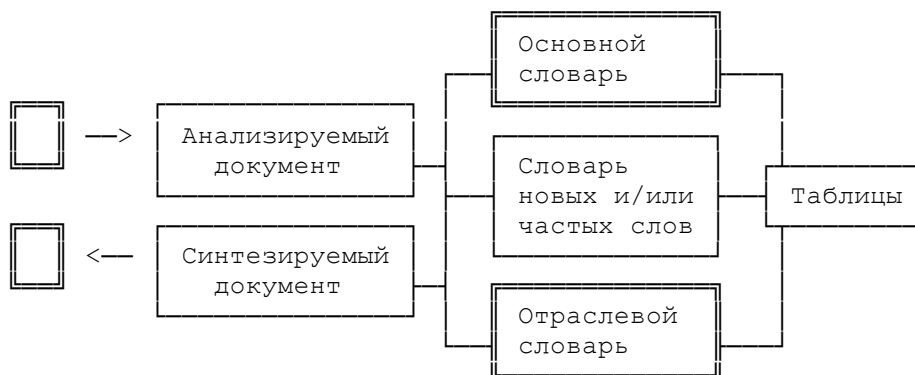 Основной
словарь
Анализируемый
документ
Словарь
новых и/или
частых слов
Таблицы
Синтезируемый
документ
Отраслевой
словарь